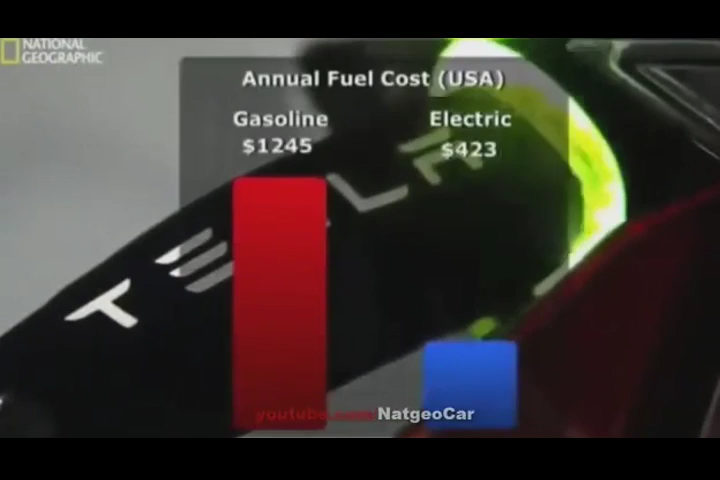 NATIONAL
GEOGRAPHIC
Annual Fuel Cost (USA)
Gasoline Electric
$1245 $423
TESLA
youtube.com/NatgeoCar